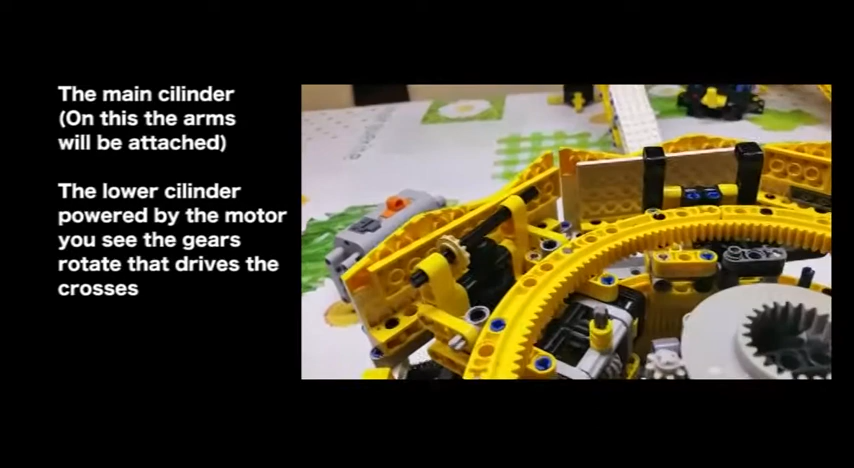 The main cilinder
(On this the arms
will be attached)
The lower cilinder
powered by the motor
you see the gears
rotate that drives the
crosses